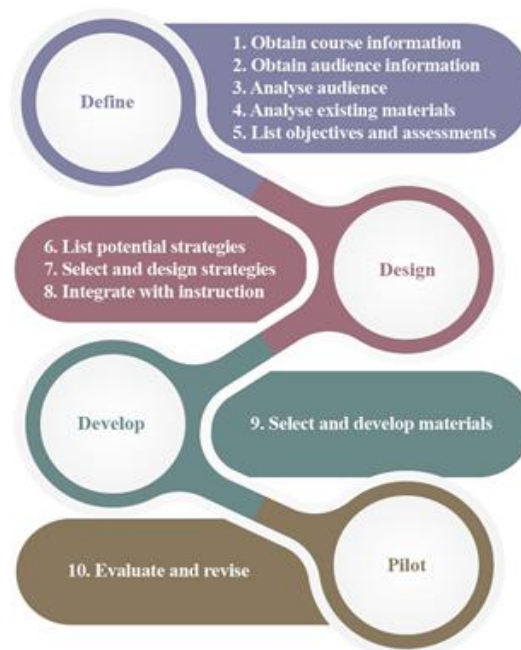 Define
1. Obtain course information
2. Obtain audience information
3. Analyse audience
4. Analyse existing materials
5. List objectives and assessments
6. List potential strategies
7. Select and design strategies
8. Integrate with instruction
Design
Develop
9. Select and develop materials
10. Evaluate and revise
Pilot